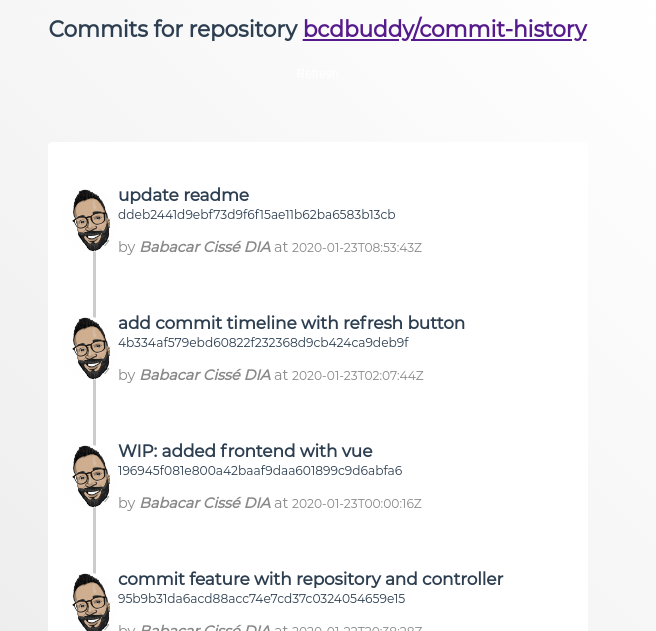 Commits for repository bcdbuddy/commit-history
Refresh
update readme
ddeb2441d9ebf73d9f6f15ae11b62ba6583b13cb
by Babacar Cissé DIA at 2020-01-23T08:53:43Z
add commit timeline with refresh button
4b334af579ebd60822f232368d9cb424ca9deb9f
by Babacar Cissé DIA at 2020-01-23T02:07:44Z
WIP: added frontend with vue
196945f081e800a42baaf9daa601899c9d6abfa6
by Babacar Cissé DIA at 2020-01-23T00:00:16Z
commit feature with repository and controller
95b9b31da6acd88acc74e7cd37c0324054659e15
by Babacar Cissé DIA at 2020-01-22T20:38:28Z